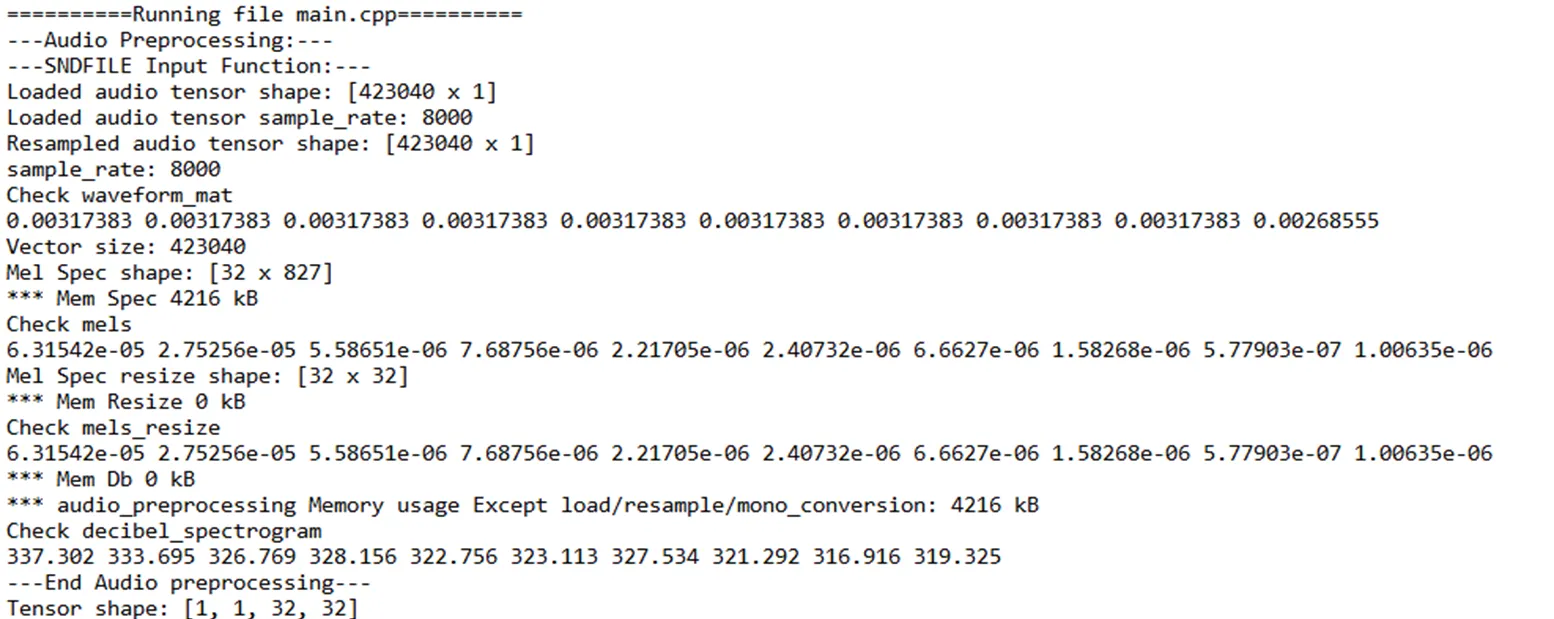 ==========Running file main.cpp==========
---Audio Preprocessing:---
---SNDFILE Input Function:---
Loaded audio tensor shape: [423040 x 1]
Loaded audio tensor sample_rate: 8000
Resampled audio tensor shape: [423040 x 1]
sample_rate: 8000
Check waveform_mat
0.00317383 0.00317383 0.00317383 0.00317383 0.00317383 0.00317383 0.00317383 0.00317383 0.00317383 0.00268555
Vector size: 423040
Mel Spec shape: [32 x 827]
*** Mem Spec 4216 kB
Check mels
6.31542e-05 2.75256e-05 5.58651e-06 7.68756e-06 2.21705e-06 2.40732e-06 6.6627e-06 1.58268e-06 5.77903e-07 1.00635e-06
Mel Spec resize shape: [32 x 32]
*** Mem Resize 0 kB
Check mels_resize
6.31542e-05 2.75256e-05 5.58651e-06 7.68756e-06 2.21705e-06 2.40732e-06 6.6627e-06 1.58268e-06 5.77903e-07 1.00635e-06
*** Mem Db 0 kB
*** audio_preprocessing Memory usage Except load/resample/mono_conversion: 4216 kB
Check decibel_spectrogram
337.302 333.695 326.769 328.156 322.756 323.113 327.534 321.292 316.916 319.325
---End Audio preprocessing---
Tensor shape: [1, 1, 32, 32]